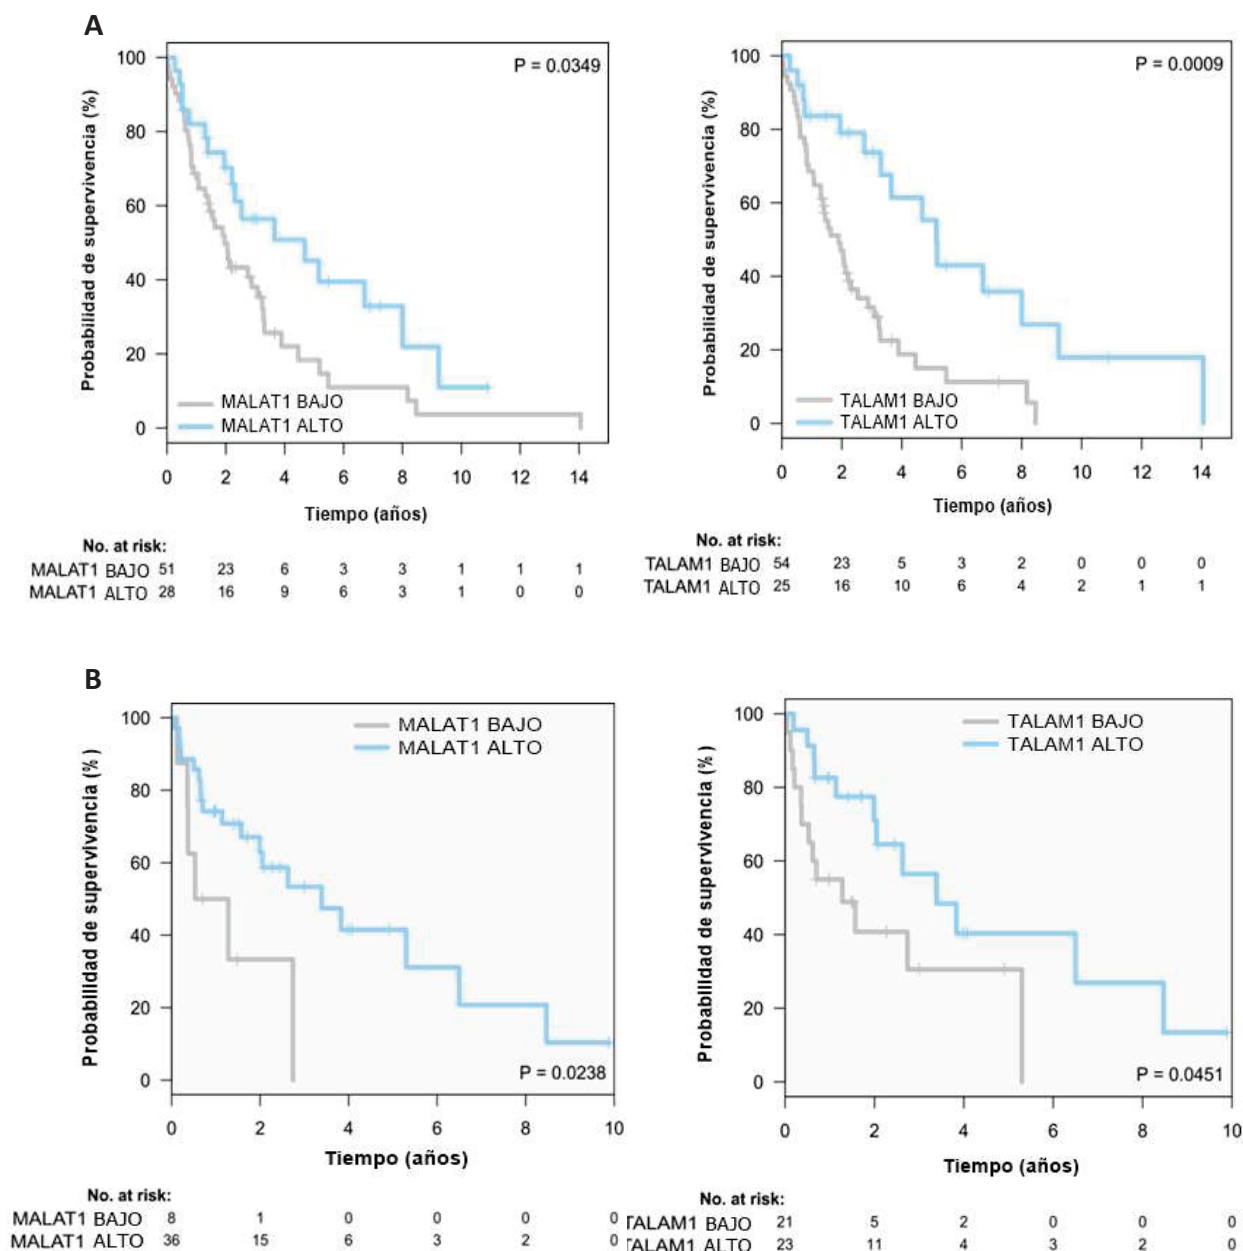 A
P = 0.0349
Probabilidad de supervivencia (%)
100
80
60
40
20
0
MALAT1 BAJO
MALAT1 ALTO
0 2 4 6 8 10 12 14
Tiempo (años)
No. at risk:
MALAT1 BAJO 51 23 6 3 3 1 1 1
MALAT1 ALTO 28 16 9 6 3 1 0 0
P = 0.0009
Probabilidad de supervivencia (%)
100
80
60
40
20
0
TALAM1 BAJO
TALAM1 ALTO
0 2 4 6 8 10 12 14
Tiempo (años)
No. at risk:
TALAM1 BAJO 54 23 5 3 2 0 0 0
TALAM1 ALTO 25 16 10 6 4 2 1 1
B
MALAT1 BAJO
MALAT1 ALTO
Probabilidad de supervivencia (%)
100
80
60
40
20
0
P = 0.0238
0 2 4 6 8 10
Tiempo (años)
No. at risk:
MALAT1 BAJO 8 1 0 0 0 0
MALAT1 ALTO 36 15 6 3 2 0
TALAM1 BAJO
TALAM1 ALTO
Probabilidad de supervivencia (%)
100
80
60
40
20
0
P = 0.0451
0 2 4 6 8 10
Tiempo (años)
No. at risk:
TALAM1 BAJO 21 5 2 0 0 0
TALAM1 ALTO 23 11 4 3 2 0